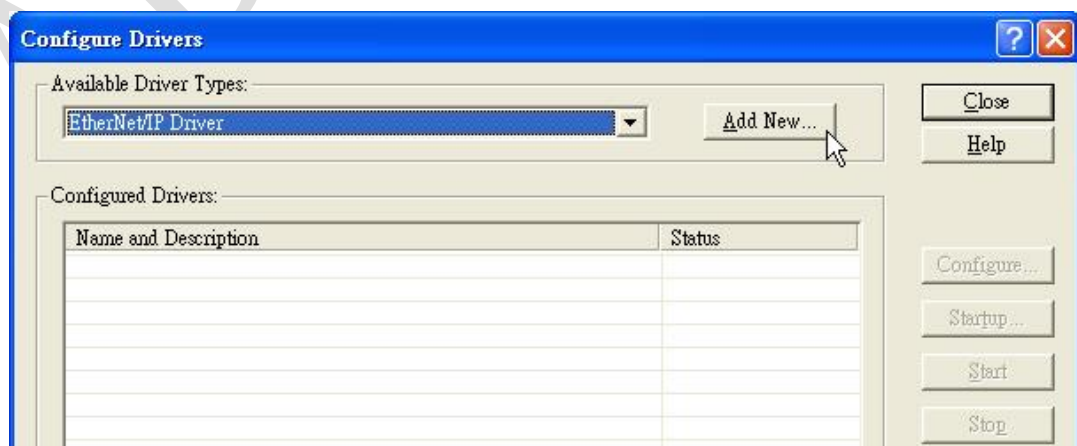 Configure Drivers
Available Driver Types:
EtherNet/IP Driver
Add New...
Close
Help
Configured Drivers:
Name and Description
Status
Configure...
Startup...
Start
Stop